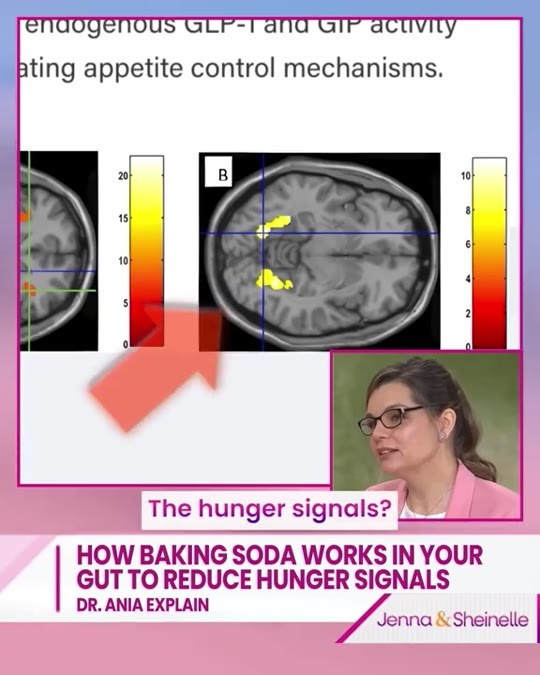 endogenous GLP-1 and GIP activity
ating appetite control mechanisms.
20
15
10
5
0
B
10
8
6
4
2
0
The hunger signals?
HOW BAKING SODA WORKS IN YOUR
GUT TO REDUCE HUNGER SIGNALS
DR. ANIA EXPLAIN
Jenna & Sheinelle